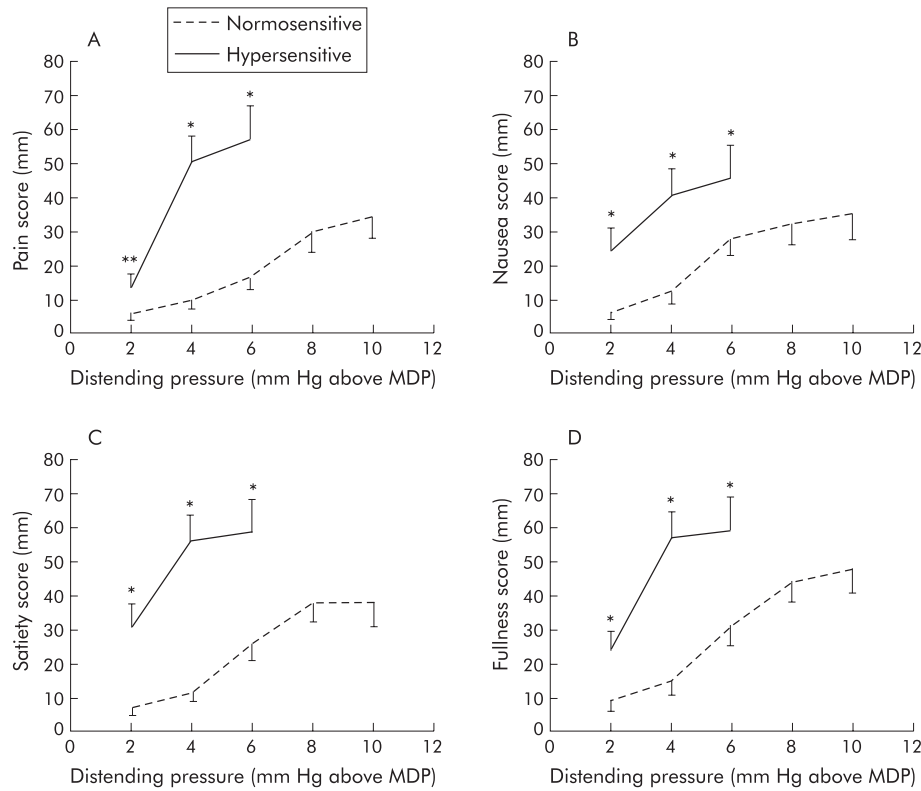 Normosensitive
Hypersensitive
A
80
70
60
50
40
30
20
10
0
Pain score (mm)
**
*
*
0 2 4 6 8 10 12
Distending pressure (mm Hg above MDP)
B
80
70
60
50
40
30
20
10
0
Nausea score (mm)
*
*
*
0 2 4 6 8 10 12
Distending pressure (mm Hg above MDP)
C
80
70
60
50
40
30
20
10
0
Satiety score (mm)
*
*
*
0 2 4 6 8 10 12
Distending pressure (mm Hg above MDP)
D
80
70
60
50
40
30
20
10
0
Fullness score (mm)
*
*
*
0 2 4 6 8 10 12
Distending pressure (mm Hg above MDP)